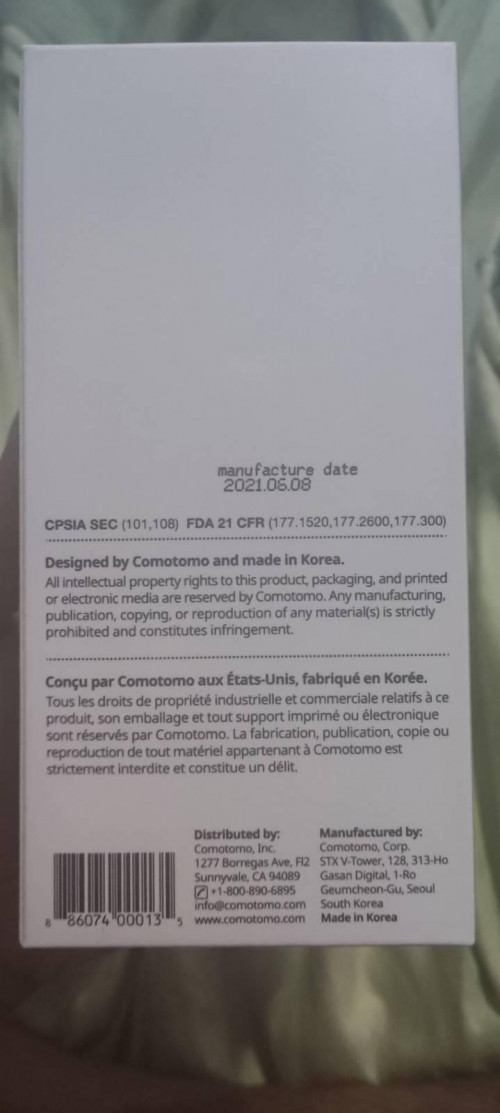 manufacture date
2021.06.08
CPSIA SEC (101,108) FDA 21 CFR (177.1520,177.2600,177.300)
Designed by Comotomo and made in Korea.
All intellectual property rights to this product, packaging, and printed
or electronic media are reserved by Comotomo. Any manufacturing,
publication, copying, or reproduction of any material(s) is strictly
prohibited and constitutes infringement.
Conçu par Comotomo aux États-Unis, fabriqué en Korée.
Tous les droits de propriété industrielle et commerciale relatifs à ce
produit, son emballage et tout support imprimé ou électronique
sont réservés par Comotomo. La fabrication, publication, copie ou
reproduction de tout matériel appartenant à Comotomo est
strictement interdite et constitue un délit.
Distributed by:
Comotomo, Inc.
1277 Borregas Ave, Fl2
Sunnyvale, CA 94089
+1-800-890-6895
info@comotomo.com
www.comotomo.com
Manufactured by:
Comotomo, Corp.
STX V-Tower, 128, 313-Ho
Gasan Digital, 1-Ro
Geumcheon-Gu, Seoul
South Korea
Made in Korea
8 86074 00013 5